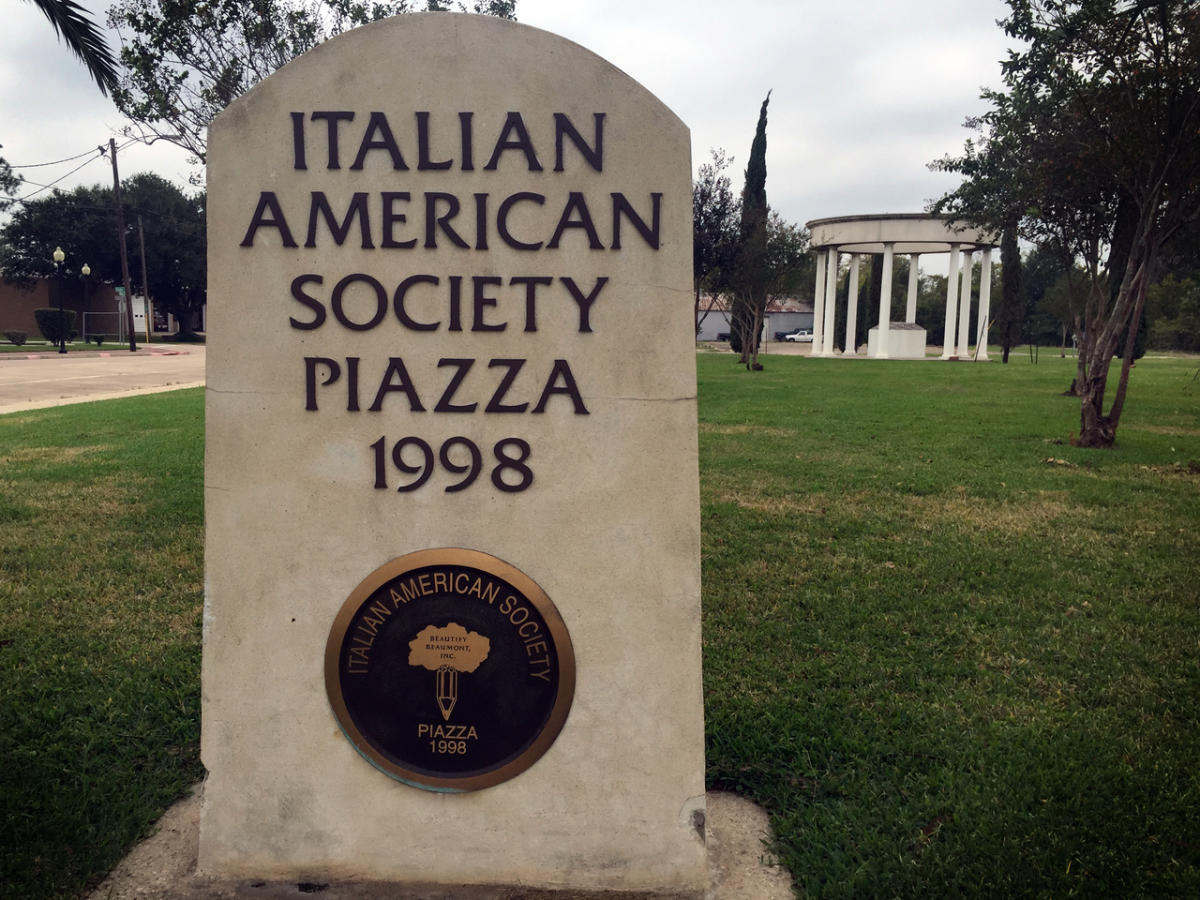 ITALIAN
AMERICAN
SOCIETY
PIAZZA
1998
ITALIAN AMERICAN SOCIETY
BEAUTIFY
BEAUMONT,
INC.
PIAZZA
1998